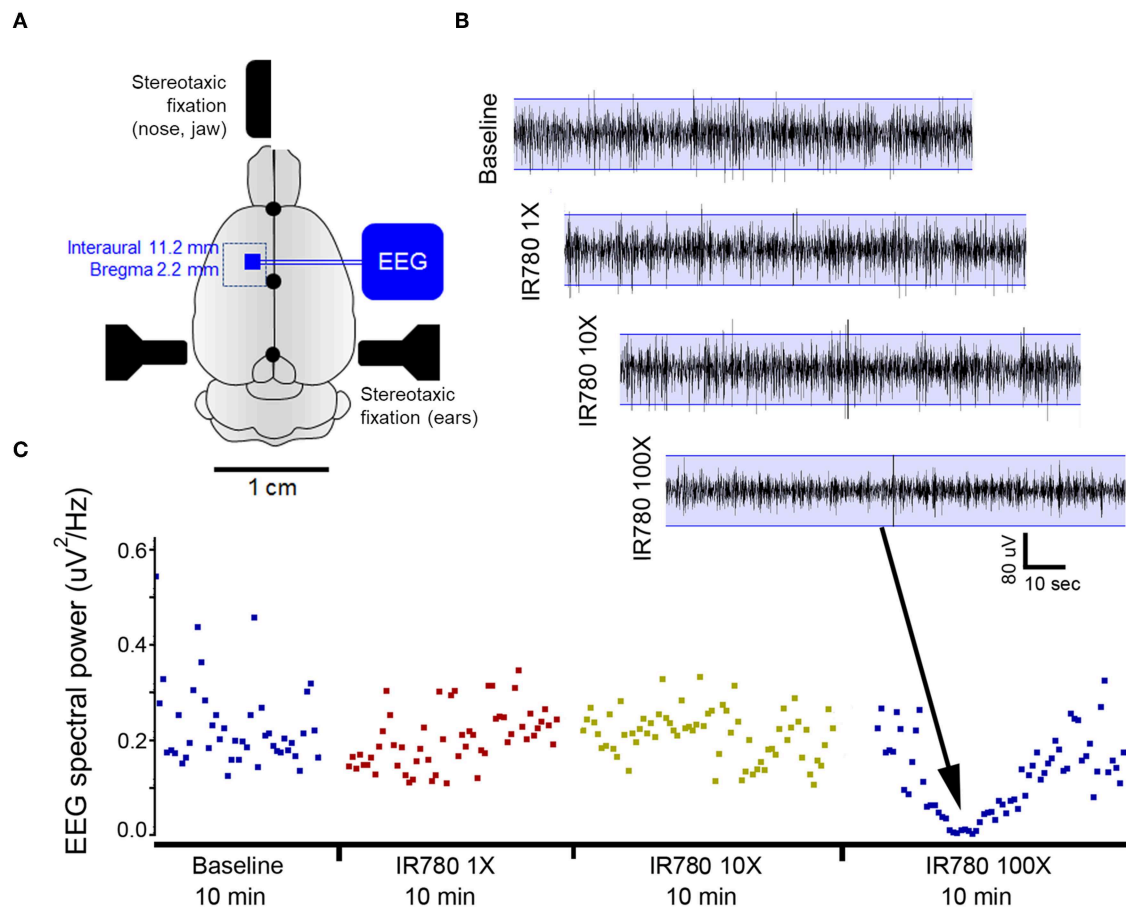 A
Stereotaxic
fixation
(nose, jaw)
Interaural 11.2 mm
Bregma 2.2 mm
EEG
Stereotaxic
fixation (ears)
1 cm
B
Baseline
IR780 1X
IR780 10X
IR780 100X
80 uV
10 sec
C
EEG spectral power (uV²/Hz)
0.6
0.4
0.2
0.0
Baseline
10 min
IR780 1X
10 min
IR780 10X
10 min
IR780 100X
10 min